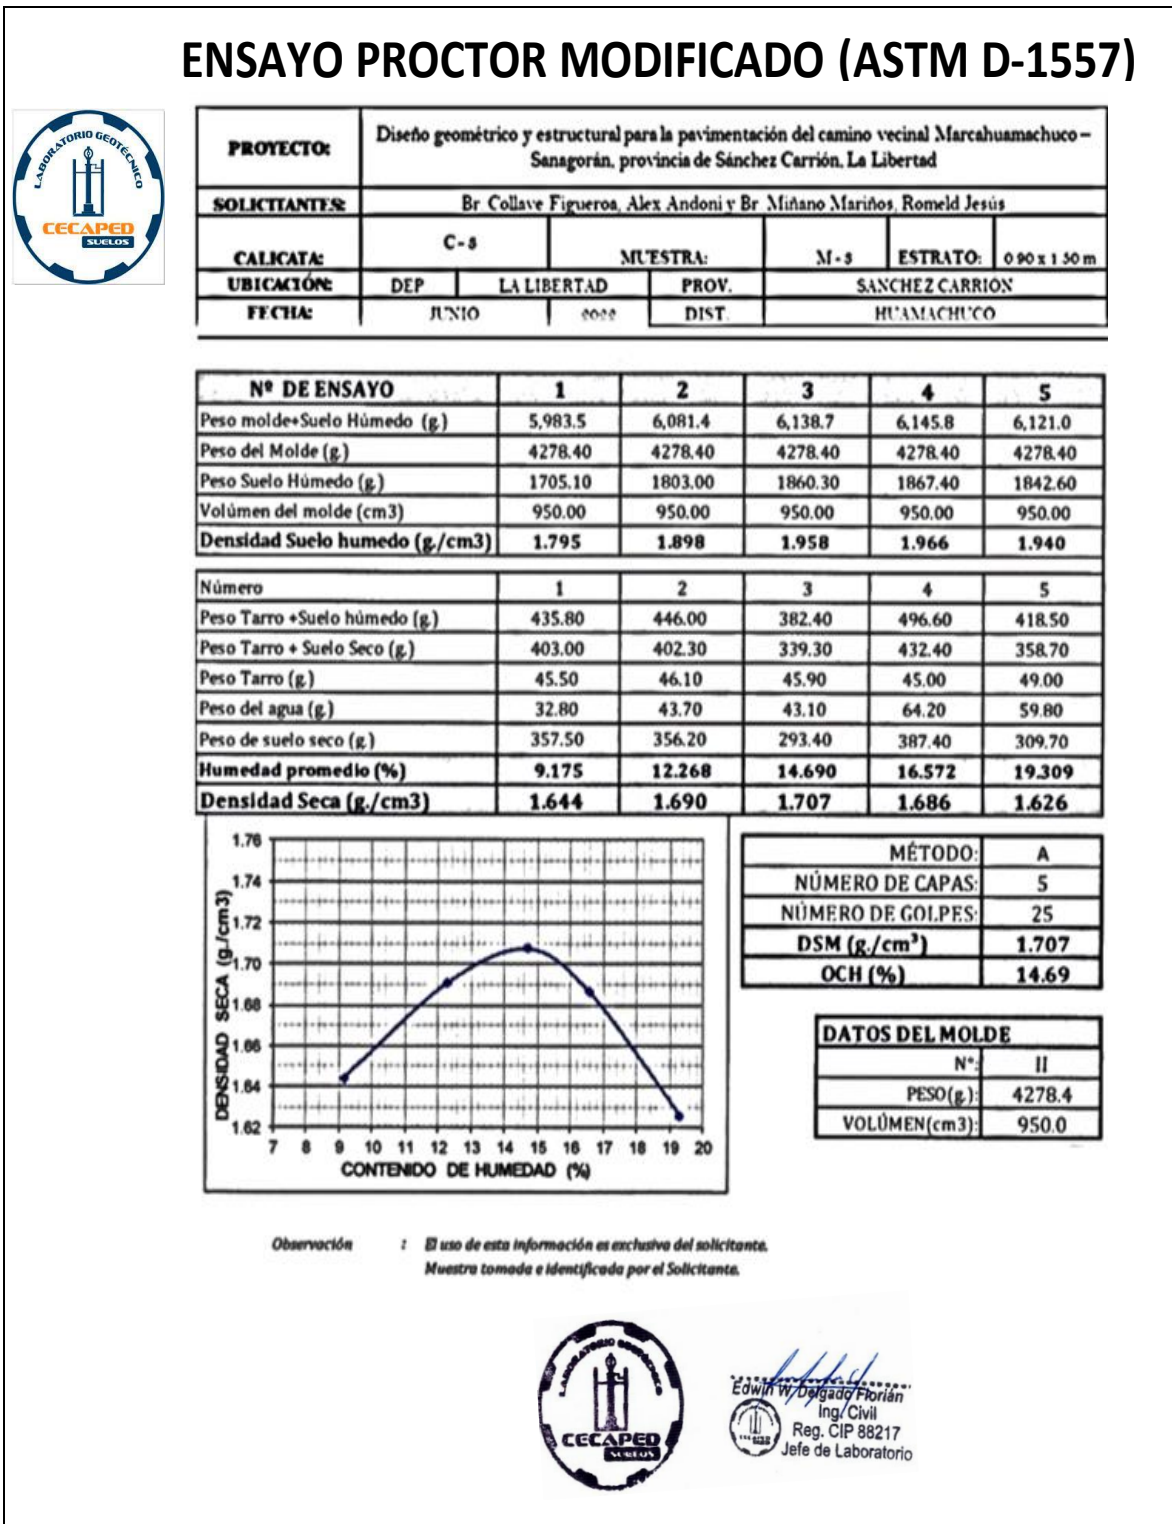 ENSAYO PROCTOR MODIFICADO (ASTM D-1557)
LABORATORIO GEOTÉCNICO
CECAPED
SUELOS
PROYECTO: Diseño geométrico y estructural para la pavimentación del camino vecinal Marcahuamachuco –
Sanagorán, provincia de Sánchez Carrión, La Libertad
SOLICITANTES: Br. Collave Figueroa, Alex Andoni y Br. Miñano Mariños, Romeld Jesús
CALICATA: C - MUESTRA: M - ESTRATO: 0.90 x 1.50 m
UBICACIÓN: DEP LA LIBERTAD PROV. SANCHEZ CARRIÓN
FECHA: JUNIO DIST. HUAMACHUCO
Nº DE ENSAYO 1 2 3 4 5
Peso molde+Suelo Húmedo (g.) 5,983.5 6,081.4 6,138.7 6,145.8 6,121.0
Peso del Molde (g.) 4278.40 4278.40 4278.40 4278.40 4278.40
Peso Suelo Húmedo (g.) 1705.10 1803.00 1860.30 1867.40 1842.60
Volúmen del molde (cm3) 950.00 950.00 950.00 950.00 950.00
Densidad Suelo humedo (g./cm3) 1.795 1.898 1.958 1.966 1.940
Número 1 2 3 4 5
Peso Tarro +Suelo húmedo (g.) 435.80 446.00 382.40 496.60 418.50
Peso Tarro + Suelo Seco (g.) 403.00 402.30 339.30 432.40 358.70
Peso Tarro (g.) 45.50 46.10 45.90 45.00 49.00
Peso del agua (g.) 32.80 43.70 43.10 64.20 59.80
Peso de suelo seco (g.) 357.50 356.20 293.40 387.40 309.70
Humedad promedio (%) 9.175 12.268 14.690 16.572 19.309
Densidad Seca (g./cm3) 1.644 1.690 1.707 1.686 1.626
DENSIDAD SECA (g./cm3)
1.76
1.74
1.72
1.70
1.68
1.66
1.64
1.62
7 8 9 10 11 12 13 14 15 16 17 18 19 20
CONTENIDO DE HUMEDAD (%)
MÉTODO: A
NÚMERO DE CAPAS: 5
NÚMERO DE GOLPES: 25
DSM (g./cm³) 1.707
OCH (%) 14.69
DATOS DEL MOLDE
N°: II
PESO(g.): 4278.4
VOLÚMEN(cm3): 950.0
Observación : El uso de esta información es exclusiva del solicitante.
Muestra tomada e identificada por el Solicitante.
LABORATORIO GEOTÉCNICO
CECAPED
SUELOS
Edwin W. Delgado Florián
Ing. Civil
Reg. CIP 88217
Jefe de Laboratorio